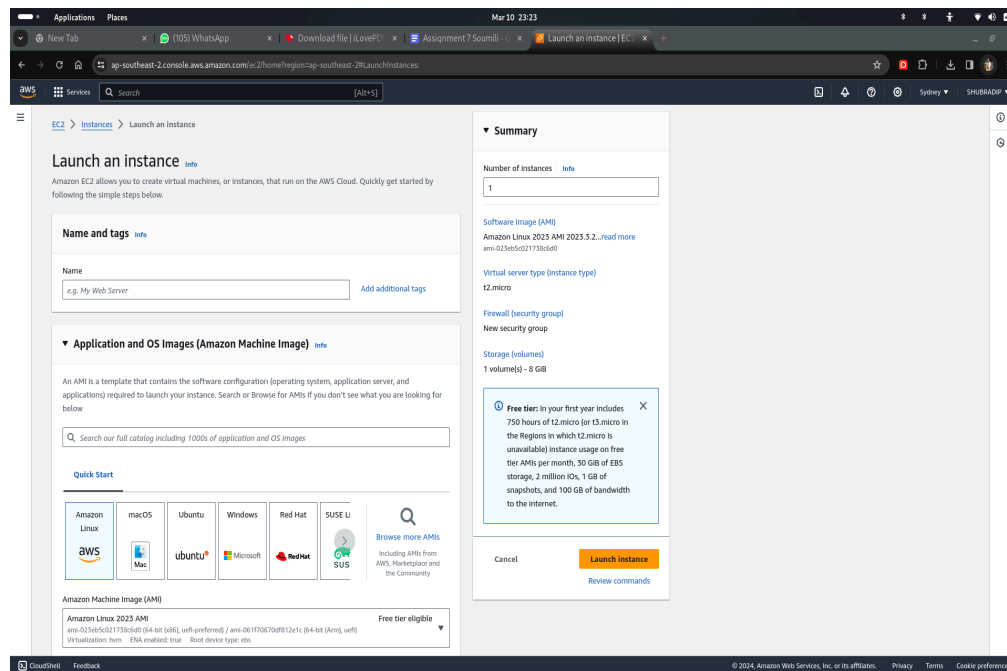 Applications Places
Mar 10 23:23
New Tab
(105) WhatsApp
Download file | iLovePD
Assignment 7 Soumili - G
Launch an instance | EC2
ap-southeast-2.console.aws.amazon.com/ec2/home?region=ap-southeast-2#LaunchInstances:
aws
Services
Search
[Alt+S]
Sydney
SHUBRADIP
EC2 > Instances > Launch an instance
Launch an instance Info
Amazon EC2 allows you to create virtual machines, or instances, that run on the AWS Cloud. Quickly get started by
following the simple steps below.
Name and tags Info
Name
e.g. My Web Server
Add additional tags
Application and OS Images (Amazon Machine Image) Info
An AMI is a template that contains the software configuration (operating system, application server, and
applications) required to launch your instance. Search or Browse for AMIs if you don't see what you are looking for
below
Search our full catalog including 1000s of application and OS images
Quick Start
Amazon
Linux
aws
macOS
Mac
Ubuntu
ubuntu
Windows
Microsoft
Red Hat
Red Hat
SUSE Li
SUS
Browse more AMIs
Including AMIs from
AWS, Marketplace and
the Community
Amazon Machine Image (AMI)
Amazon Linux 2023 AMI
Free tier eligible
ami-023eb5c021738c6d0 (64-bit (x86), uefi-preferred) / ami-061f70670df812e1c (64-bit (Arm), uefi)
Virtualization: hvm ENA enabled: true Root device type: ebs
Summary
Number of instances Info
1
Software Image (AMI)
Amazon Linux 2023 AMI 2023.3.2...read more
ami-023eb5c021738c6d0
Virtual server type (instance type)
t2.micro
Firewall (security group)
New security group
Storage (volumes)
1 volume(s) - 8 GiB
Free tier: In your first year includes
750 hours of t2.micro (or t3.micro in
the Regions in which t2.micro is
unavailable) instance usage on free
tier AMIs per month, 30 GiB of EBS
storage, 2 million IOs, 1 GB of
snapshots, and 100 GB of bandwidth
to the internet.
Cancel
Launch instance
Review commands
CloudShell Feedback
© 2024, Amazon Web Services, Inc. or its affiliates. Privacy Terms Cookie preference